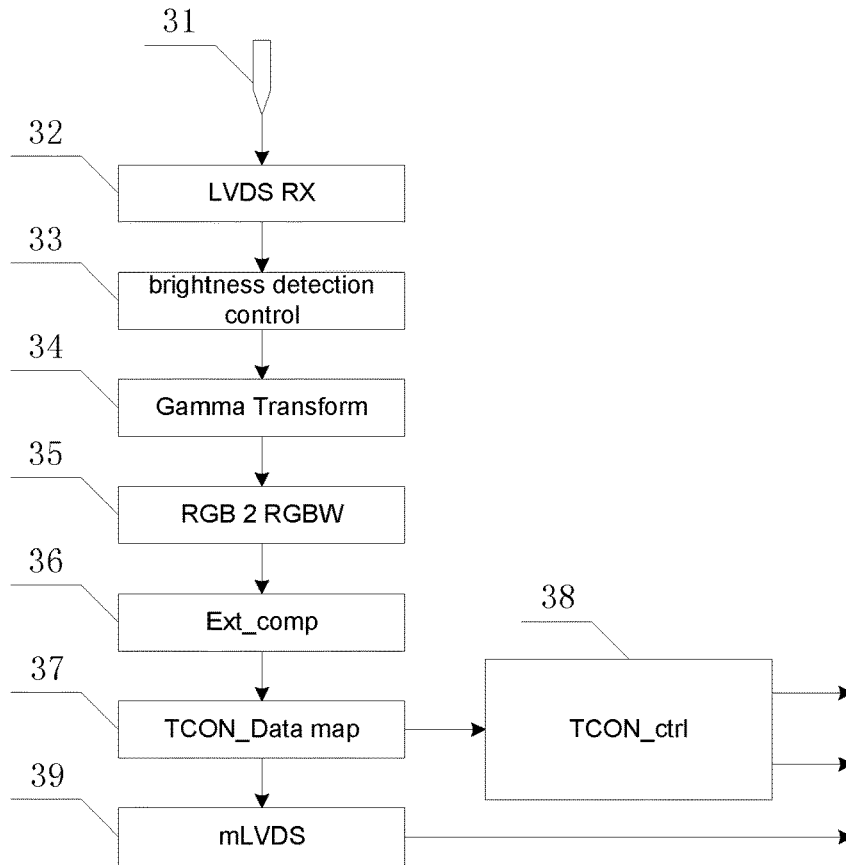 31
32
LVDS RX
33
brightness detection
control
34
Gamma Transform
35
RGB 2 RGBW
36
Ext_comp
37
TCON_Data map
38
TCON_ctrl
39
mLVDS